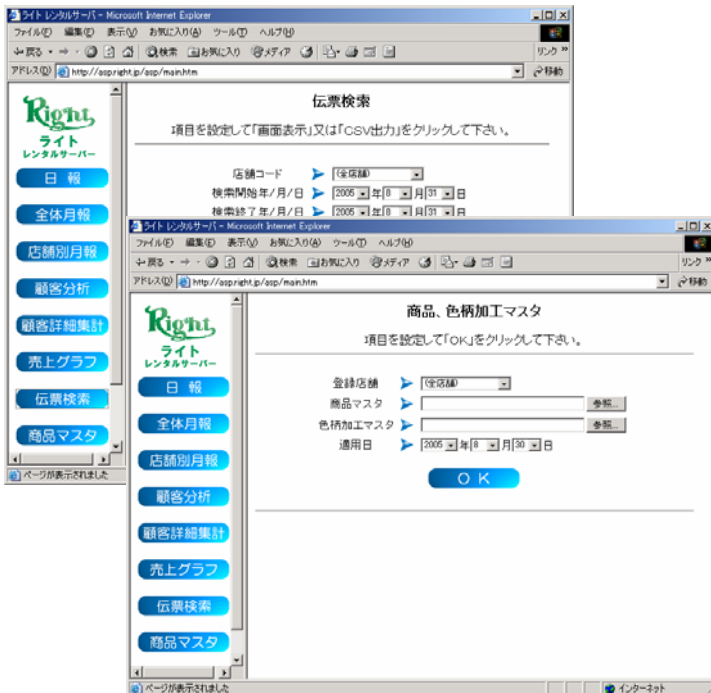 ライト レンタルサーバ - Microsoft Internet Explorer
ファイル(F) 編集(E) 表示(V) お気に入り(A) ツール(T) ヘルプ(H)
戻る 検索 お気に入り メディア リンク »
アドレス(D) http://asp.right.jp/asp/main.htm 移動
Right
ライト
レンタルサーバー
日 報
全体月報
店舗別月報
顧客分析
顧客詳細集計
売上グラフ
伝票検索
商品マスタ
伝票検索
項目を設定して「画面表示」又は「CSV出力」をクリックして下さい。
店舗コード (全店舗)
検索開始年/月/日 2005 年 8 月 31 日
検索終了年/月/日 2005 年 8 月 31 日
ページが表示されました
ライト レンタルサーバ - Microsoft Internet Explorer
ファイル(F) 編集(E) 表示(V) お気に入り(A) ツール(T) ヘルプ(H)
戻る 検索 お気に入り メディア リンク »
アドレス(D) http://asp.right.jp/asp/main.htm 移動
Right
ライト
レンタルサーバー
日 報
全体月報
店舗別月報
顧客分析
顧客詳細集計
売上グラフ
伝票検索
商品マスタ
商品、色柄加工マスタ
項目を設定して「OK」をクリックして下さい。
登録店舗 (全店舗)
商品マスタ 参照...
色柄加工マスタ 参照...
適用日 2005 年 8 月 30 日
OK
ページが表示されました インターネット